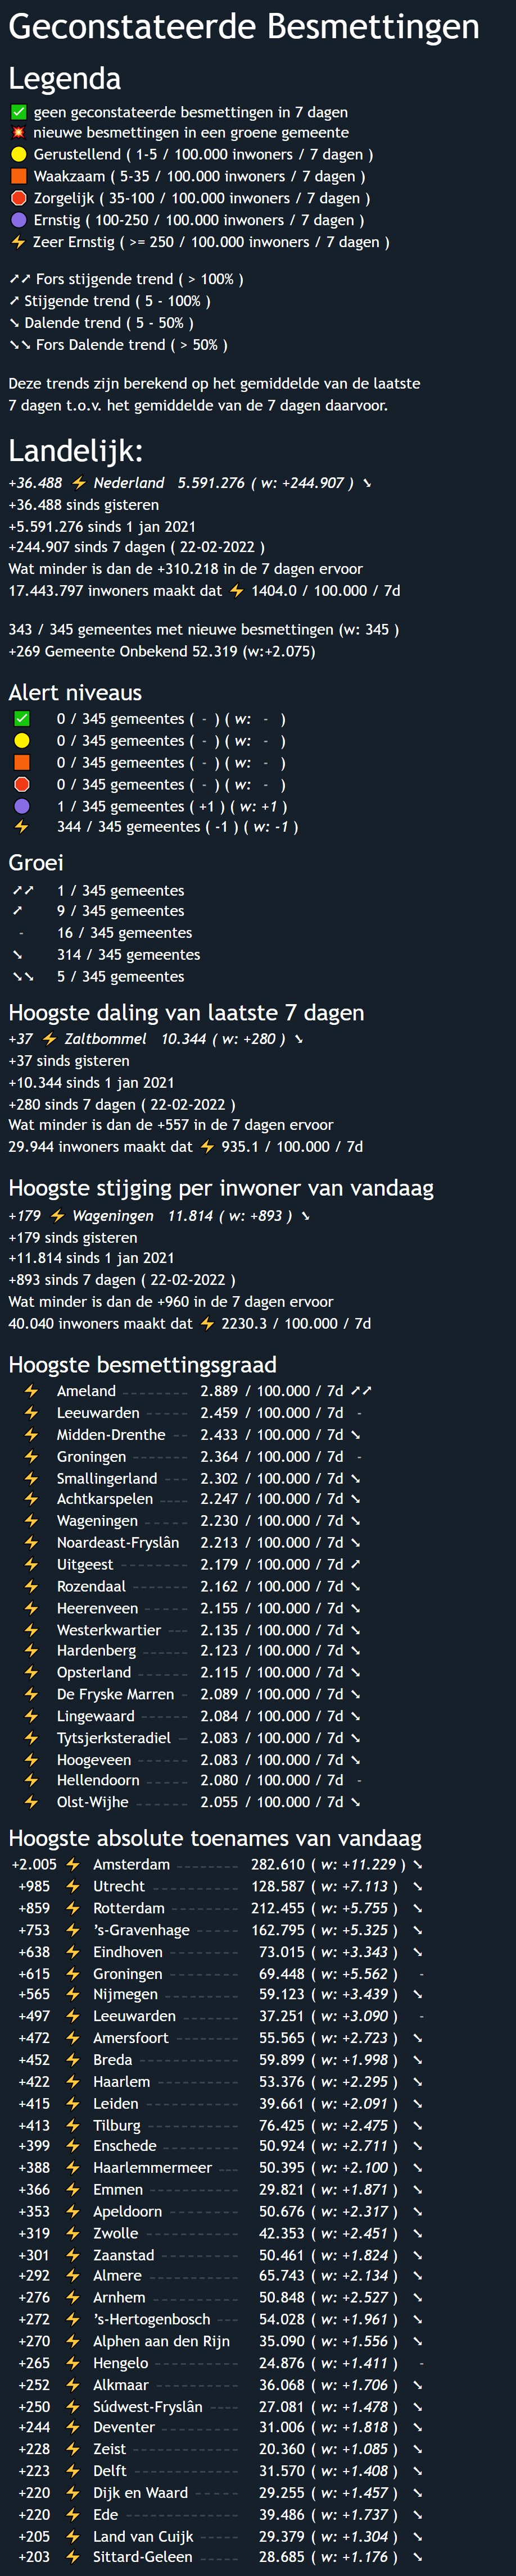 Geconstateerde Besmettingen
Legenda
geen geconstateerde besmettingen in 7 dagen
nieuwe besmettingen in een groene gemeente
Gerustellend ( 1-5 / 100.000 inwoners / 7 dagen )
Waakzaam ( 5-35 / 100.000 inwoners / 7 dagen )
Zorgelijk ( 35-100 / 100.000 inwoners / 7 dagen )
Ernstig ( 100-250 / 100.000 inwoners / 7 dagen )
⚡ Zeer Ernstig ( >= 250 / 100.000 inwoners / 7 dagen )
➚➚ Fors stijgende trend ( > 100% )
➚ Stijgende trend ( 5 - 100% )
➘ Dalende trend ( 5 - 50% )
➘➘ Fors Dalende trend ( > 50% )
Deze trends zijn berekend op het gemiddelde van de laatste
7 dagen t.o.v. het gemiddelde van de 7 dagen daarvoor.
Landelijk:
+36.488 ⚡ Nederland 5.591.276 ( w: +244.907 ) ➘
+36.488 sinds gisteren
+5.591.276 sinds 1 jan 2021
+244.907 sinds 7 dagen ( 22-02-2022 )
Wat minder is dan de +310.218 in de 7 dagen ervoor
17.443.797 inwoners maakt dat ⚡ 1404.0 / 100.000 / 7d
343 / 345 gemeentes met nieuwe besmettingen (w: 345 )
+269 Gemeente Onbekend 52.319 (w:+2.075)
Alert niveaus
0 / 345 gemeentes ( - ) ( w: - )
0 / 345 gemeentes ( - ) ( w: - )
0 / 345 gemeentes ( - ) ( w: - )
0 / 345 gemeentes ( - ) ( w: - )
1 / 345 gemeentes ( +1 ) ( w: +1 )
⚡ 344 / 345 gemeentes ( -1 ) ( w: -1 )
Groei
➚➚ 1 / 345 gemeentes
➚ 9 / 345 gemeentes
- 16 / 345 gemeentes
➘ 314 / 345 gemeentes
➘➘ 5 / 345 gemeentes
Hoogste daling van laatste 7 dagen
+37 ⚡ Zaltbommel 10.344 ( w: +280 ) ➘
+37 sinds gisteren
+10.344 sinds 1 jan 2021
+280 sinds 7 dagen ( 22-02-2022 )
Wat minder is dan de +557 in de 7 dagen ervoor
29.944 inwoners maakt dat ⚡ 935.1 / 100.000 / 7d
Hoogste stijging per inwoner van vandaag
+179 ⚡ Wageningen 11.814 ( w: +893 ) ➘
+179 sinds gisteren
+11.814 sinds 1 jan 2021
+893 sinds 7 dagen ( 22-02-2022 )
Wat minder is dan de +960 in de 7 dagen ervoor
40.040 inwoners maakt dat ⚡ 2230.3 / 100.000 / 7d
Hoogste besmettingsgraad
⚡ Ameland 2.889 / 100.000 / 7d ➚➚
⚡ Leeuwarden 2.459 / 100.000 / 7d -
⚡ Midden-Drenthe 2.433 / 100.000 / 7d ➘
⚡ Groningen 2.364 / 100.000 / 7d -
⚡ Smallingerland 2.302 / 100.000 / 7d ➘
⚡ Achtkarspelen 2.247 / 100.000 / 7d ➘
⚡ Wageningen 2.230 / 100.000 / 7d ➘
⚡ Noardeast-Fryslân 2.213 / 100.000 / 7d ➘
⚡ Uitgeest 2.179 / 100.000 / 7d ➚
⚡ Rozendaal 2.162 / 100.000 / 7d ➘
⚡ Heerenveen 2.155 / 100.000 / 7d ➘
⚡ Westerkwartier 2.135 / 100.000 / 7d ➘
⚡ Hardenberg 2.123 / 100.000 / 7d ➘
⚡ Opsterland 2.115 / 100.000 / 7d ➘
⚡ De Fryske Marren 2.089 / 100.000 / 7d ➘
⚡ Lingewaard 2.084 / 100.000 / 7d ➘
⚡ Tytsjerksteradiel 2.083 / 100.000 / 7d ➘
⚡ Hoogeveen 2.083 / 100.000 / 7d ➘
⚡ Hellendoorn 2.080 / 100.000 / 7d -
⚡ Olst-Wijhe 2.055 / 100.000 / 7d ➘
Hoogste absolute toenames van vandaag
+2.005 ⚡ Amsterdam 282.610 ( w: +11.229 ) ➘
+985 ⚡ Utrecht 128.587 ( w: +7.113 ) ➘
+859 ⚡ Rotterdam 212.455 ( w: +5.755 ) ➘
+753 ⚡ ’s-Gravenhage 162.795 ( w: +5.325 ) ➘
+638 ⚡ Eindhoven 73.015 ( w: +3.343 ) ➘
+615 ⚡ Groningen 69.448 ( w: +5.562 ) -
+565 ⚡ Nijmegen 59.123 ( w: +3.439 ) ➘
+497 ⚡ Leeuwarden 37.251 ( w: +3.090 ) -
+472 ⚡ Amersfoort 55.565 ( w: +2.723 ) ➘
+452 ⚡ Breda 59.899 ( w: +1.998 ) ➘
+422 ⚡ Haarlem 53.376 ( w: +2.295 ) ➘
+415 ⚡ Leiden 39.661 ( w: +2.091 ) ➘
+413 ⚡ Tilburg 76.425 ( w: +2.475 ) ➘
+399 ⚡ Enschede 50.924 ( w: +2.711 ) ➘
+388 ⚡ Haarlemmermeer 50.395 ( w: +2.100 ) ➘
+366 ⚡ Emmen 29.821 ( w: +1.871 ) ➘
+353 ⚡ Apeldoorn 50.676 ( w: +2.317 ) ➘
+319 ⚡ Zwolle 42.353 ( w: +2.451 ) ➘
+301 ⚡ Zaanstad 50.461 ( w: +1.824 ) ➘
+292 ⚡ Almere 65.743 ( w: +2.134 ) ➘
+276 ⚡ Arnhem 50.848 ( w: +2.527 ) ➘
+272 ⚡ ’s-Hertogenbosch 54.028 ( w: +1.961 ) ➘
+270 ⚡ Alphen aan den Rijn 35.090 ( w: +1.556 ) ➘
+265 ⚡ Hengelo 24.876 ( w: +1.411 ) -
+252 ⚡ Alkmaar 36.068 ( w: +1.706 ) ➘
+250 ⚡ Súdwest-Fryslân 27.081 ( w: +1.478 ) ➘
+244 ⚡ Deventer 31.006 ( w: +1.818 ) ➘
+228 ⚡ Zeist 20.360 ( w: +1.085 ) ➘
+223 ⚡ Delft 31.570 ( w: +1.408 ) ➘
+220 ⚡ Dijk en Waard 29.255 ( w: +1.457 ) ➘
+220 ⚡ Ede 39.486 ( w: +1.737 ) ➘
+205 ⚡ Land van Cuijk 29.379 ( w: +1.304 ) ➘
+203 ⚡ Sittard-Geleen 28.685 ( w: +1.176 ) ➘